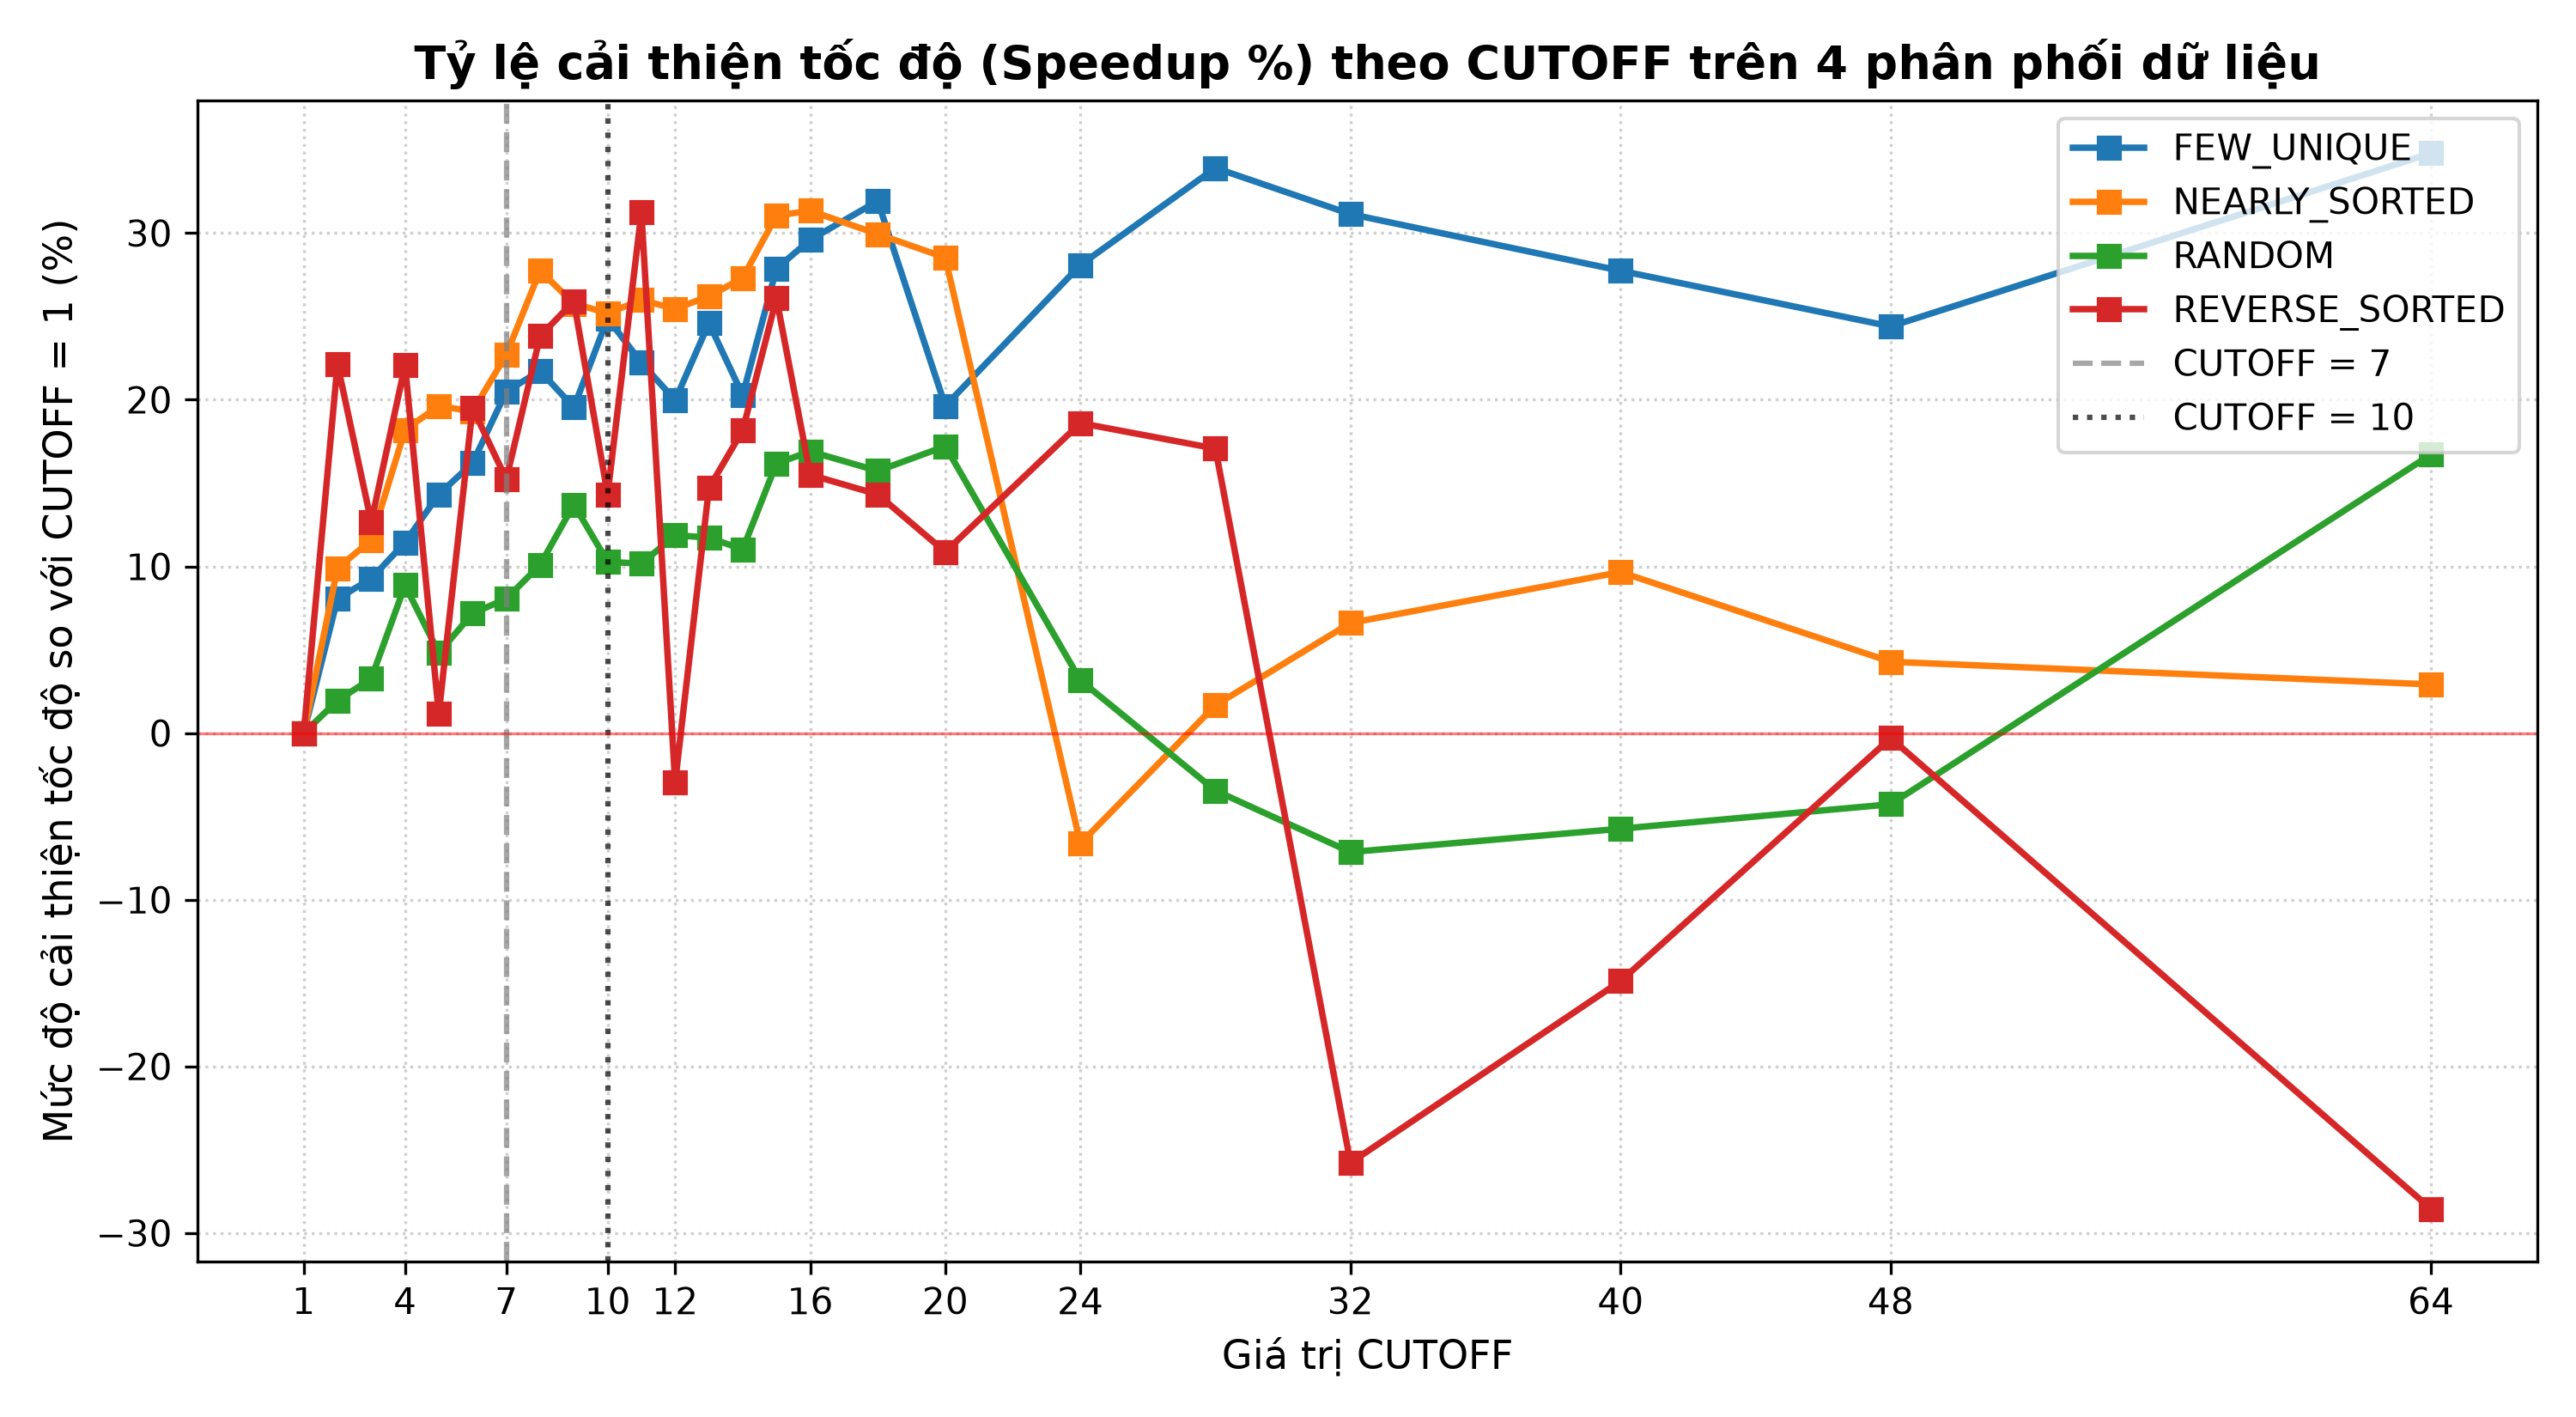 Tỷ lệ cải thiện tốc độ (Speedup %) theo CUTOFF trên 4 phân phối dữ liệu
Mức độ cải thiện tốc độ so với CUTOFF = 1 (%)
30
20
10
0
−10
−20
−30
FEW_UNIQUE
NEARLY_SORTED
RANDOM
REVERSE_SORTED
CUTOFF = 7
CUTOFF = 10
1 4 7 10 12 16 20 24 32 40 48 64
Giá trị CUTOFF